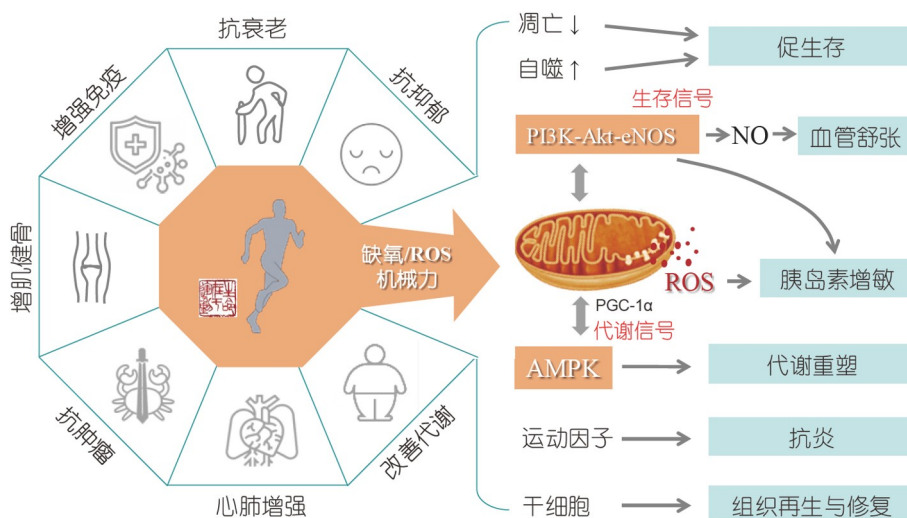 抗衰老
抗抑郁
增强免疫
增肌健骨
抗肿瘤
心肺增强
改善代谢
缺氧/ROS
机械力
凋亡↓
自噬↑
促生存
生存信号
PI3K-Akt-eNOS
NO
血管舒张
ROS
胰岛素增敏
PGC-1α
代谢信号
AMPK
代谢重塑
运动因子
抗炎
干细胞
组织再生与修复